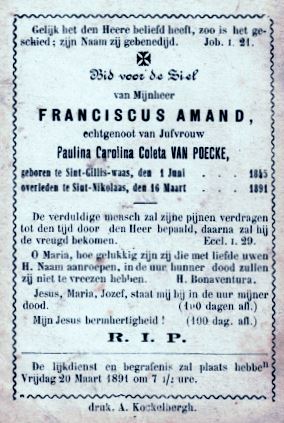 Gelijk het den Heere beliefd heeft, zoo is het ge-
schied; zijn Naam zij gebenedijd. Job. I. 21.
Bid voor de Ziel
van Mijnheer
FRANCISCUS AMAND,
echtgenoot van Jufvrouw
Paulina Carolina Coleta VAN POECKE,
geboren te Sint-Gillis-waas, den 1 Juni . . . 1845
overleden te Sint-Nikolaas, den 16 Maart . . 1891
De verduldige mensch zal zijne pijnen verdragen
tot den tijd door den Heer bepaald, daarna zal hij
de vreugd bekomen. Eccl. I. 29.
O Maria, hoe gelukkig zijn zij die met liefde uwen
H. Naam aanroepen, in de uur hunner dood zullen
zij niet te vreezen hebben. H. Bonaventura.
Jesus, Maria, Jozef, staat mij bij in de uur mijner
dood. (100 dagen afl.)
Mijn Jesus bermhertigheid ! (100 dag. afl.)
R. I. P.
De lijkdienst en begrafenis zal plaats hebben
Vrijdag 20 Maart 1891 om 7 1/2 ure.
druk. A. Kockelbergh.